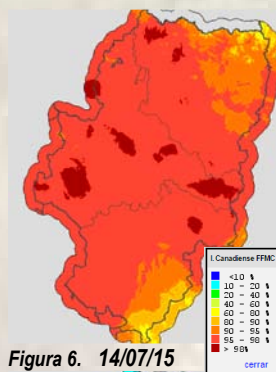 I. Canadiense FFMC
<10 %
10 - 20 %
20 - 40 %
40 - 60 %
60 - 80 %
80 - 90 %
90 - 95 %
95 - 98 %
> 98%
cerrar
Figura 6. 14/07/15